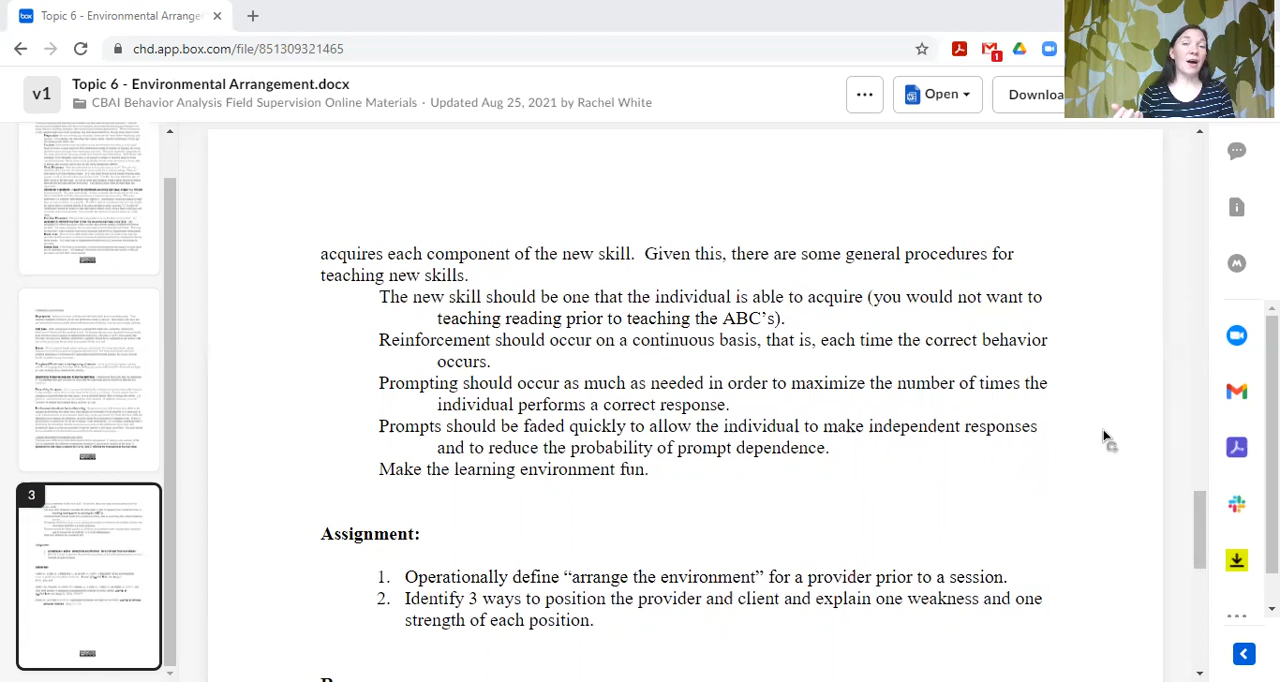 Topic 6 - Environmental Arrange
chd.app.box.com/file/851309321465
1
v1
Topic 6 - Environmental Arrangement.docx
CBAI Behavior Analysis Field Supervision Online Materials · Updated Aug 25, 2021 by Rachel White
Open
Downloa
acquires each component of the new skill. Given this, there are some general procedures for
teaching new skills.
The new skill should be one that the individual is able to acquire (you would not want to
teaching reading prior to teaching the ABC's).
Reinforcement should occur on a continuous basis, that is, each time the correct behavior
occurs.
Prompting should occur as much as needed in order to maximize the number of times the
individual performs a correct response.
Prompts should be faded quickly to allow the individual to make independent responses
and to reduce the probability of prompt dependence.
Make the learning environment fun.
Assignment:
1. Operationally define "arrange the environment" for a provider prior to a session.
2. Identify 3 ways to position the provider and client and explain one weakness and one
strength of each position.
3